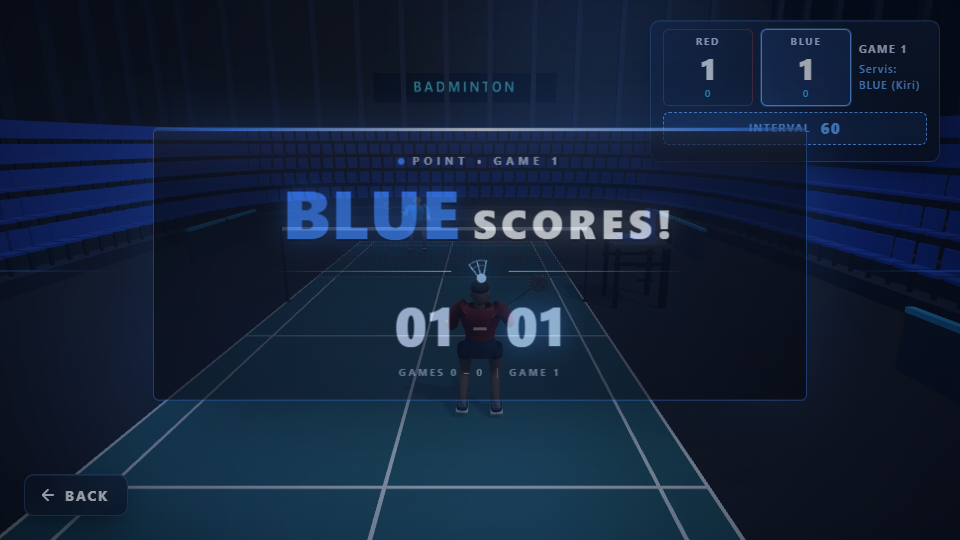 RED
1
0
BLUE
1
0
GAME 1
Servis:
BLUE (Kiri)
INTERVAL 60
BADMINTON
POINT • GAME 1
BLUE SCORES!
01 – 01
GAMES 0 – 0 | GAME 1
← BACK